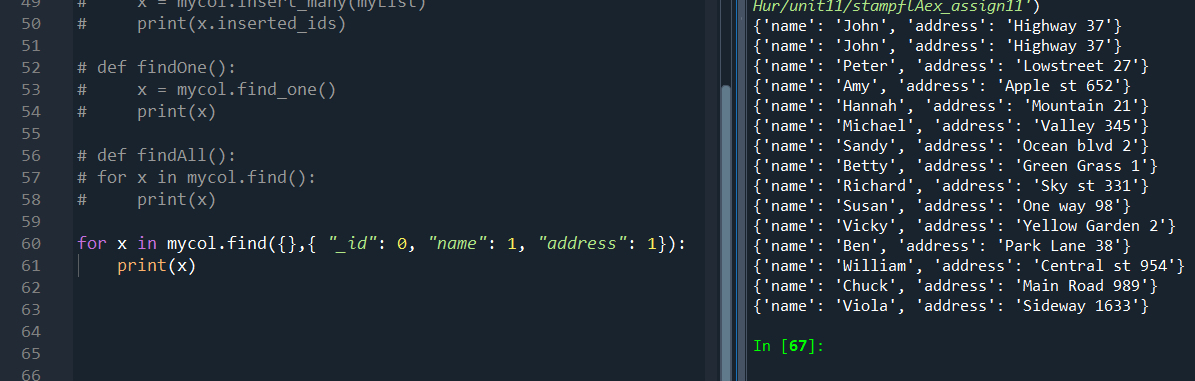 49 #     x = mycol.insert_many(myList)
50 #     print(x.inserted_ids)
51
52 # def findOne():
53 #     x = mycol.find_one()
54 #     print(x)
55
56 # def findAll():
57 # for x in mycol.find():
58 #     print(x)
59
60 for x in mycol.find({},{ "_id": 0, "name": 1, "address": 1}):
61     print(x)
62
63
64
65
66
Hur/unit11/stampflAex_assign11')
{'name': 'John', 'address': 'Highway 37'}
{'name': 'John', 'address': 'Highway 37'}
{'name': 'Peter', 'address': 'Lowstreet 27'}
{'name': 'Amy', 'address': 'Apple st 652'}
{'name': 'Hannah', 'address': 'Mountain 21'}
{'name': 'Michael', 'address': 'Valley 345'}
{'name': 'Sandy', 'address': 'Ocean blvd 2'}
{'name': 'Betty', 'address': 'Green Grass 1'}
{'name': 'Richard', 'address': 'Sky st 331'}
{'name': 'Susan', 'address': 'One way 98'}
{'name': 'Vicky', 'address': 'Yellow Garden 2'}
{'name': 'Ben', 'address': 'Park Lane 38'}
{'name': 'William', 'address': 'Central st 954'}
{'name': 'Chuck', 'address': 'Main Road 989'}
{'name': 'Viola', 'address': 'Sideway 1633'}
In [67]: